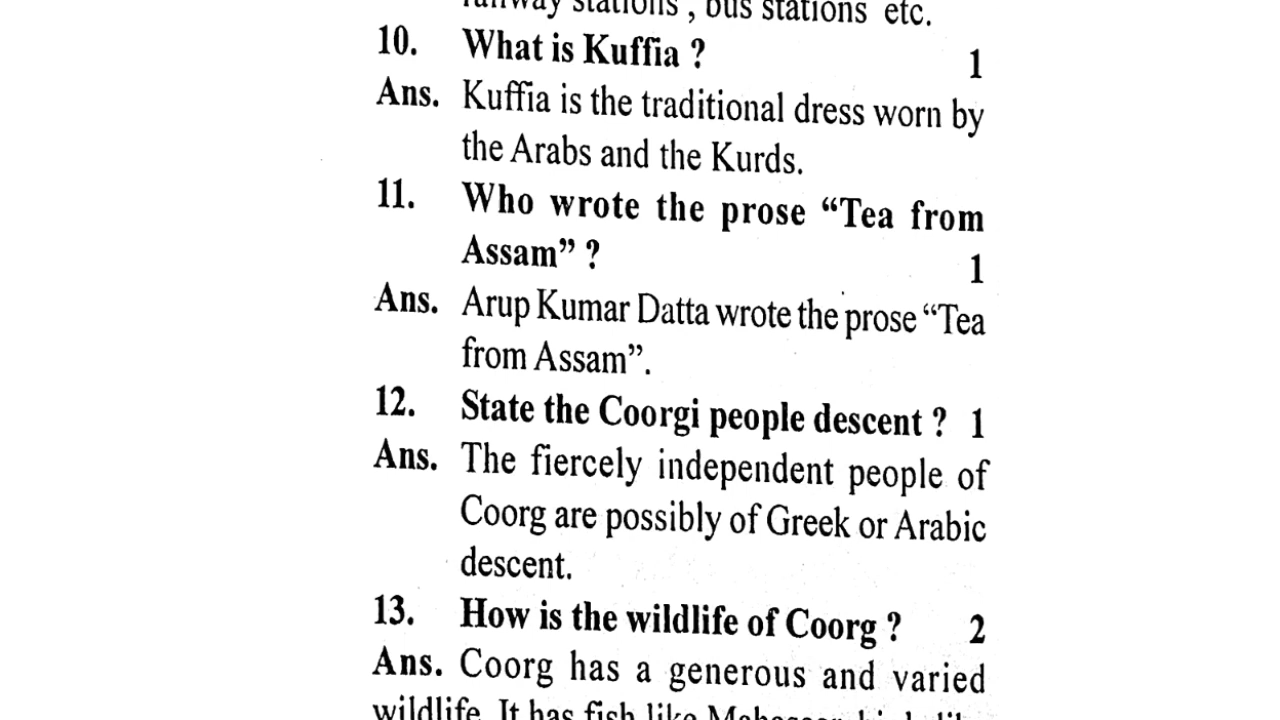 railway stations , bus stations etc.
10. What is Kuffia ? 1
Ans. Kuffia is the traditional dress worn by
the Arabs and the Kurds.
11. Who wrote the prose “Tea from
Assam” ? 1
Ans. Arup Kumar Datta wrote the prose “Tea
from Assam”.
12. State the Coorgi people descent ? 1
Ans. The fiercely independent people of
Coorg are possibly of Greek or Arabic
descent.
13. How is the wildlife of Coorg ? 2
Ans. Coorg has a generous and varied
wildlife. It has fish like